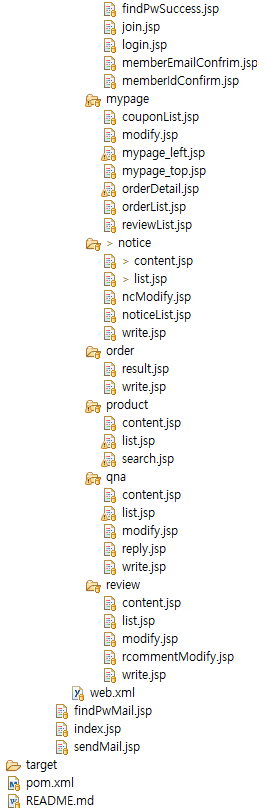 findPwSuccess.jsp
join.jsp
login.jsp
memberEmailConfrim.jsp
memberIdConfirm.jsp
mypage
couponList.jsp
modify.jsp
mypage_left.jsp
mypage_top.jsp
orderDetail.jsp
orderList.jsp
reviewList.jsp
> notice
> content.jsp
> list.jsp
ncModify.jsp
noticeList.jsp
write.jsp
order
result.jsp
write.jsp
product
content.jsp
list.jsp
search.jsp
qna
content.jsp
list.jsp
modify.jsp
reply.jsp
write.jsp
review
content.jsp
list.jsp
modify.jsp
rcommentModify.jsp
write.jsp
web.xml
findPwMail.jsp
index.jsp
sendMail.jsp
target
pom.xml
README.md